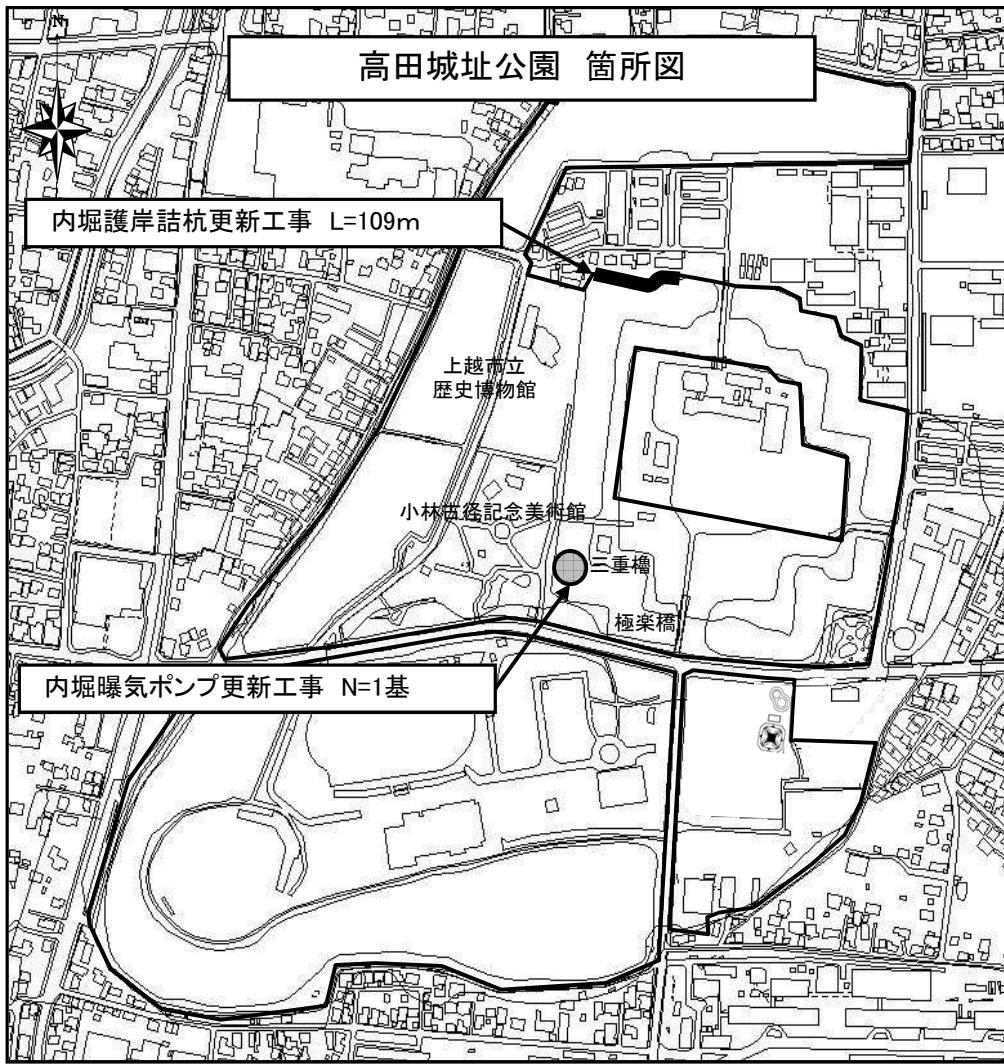 N
高田城址公園 箇所図
内堀護岸詰杭更新工事 L=109m
上越市立
歴史博物館
小林古径記念美術館
三重櫓
極楽橋
内堀曝気ポンプ更新工事 N=1基